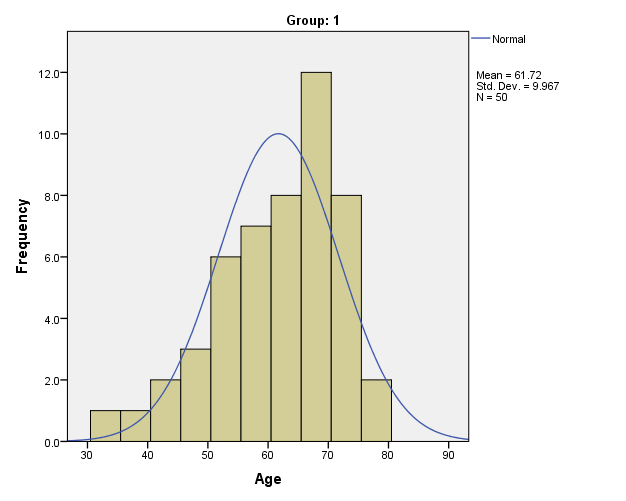 Group: 1
Normal
Mean = 61.72
Std. Dev. = 9.967
N = 50
Frequency
12.0
10.0
8.0
6.0
4.0
2.0
0.0
30 40 50 60 70 80 90
Age